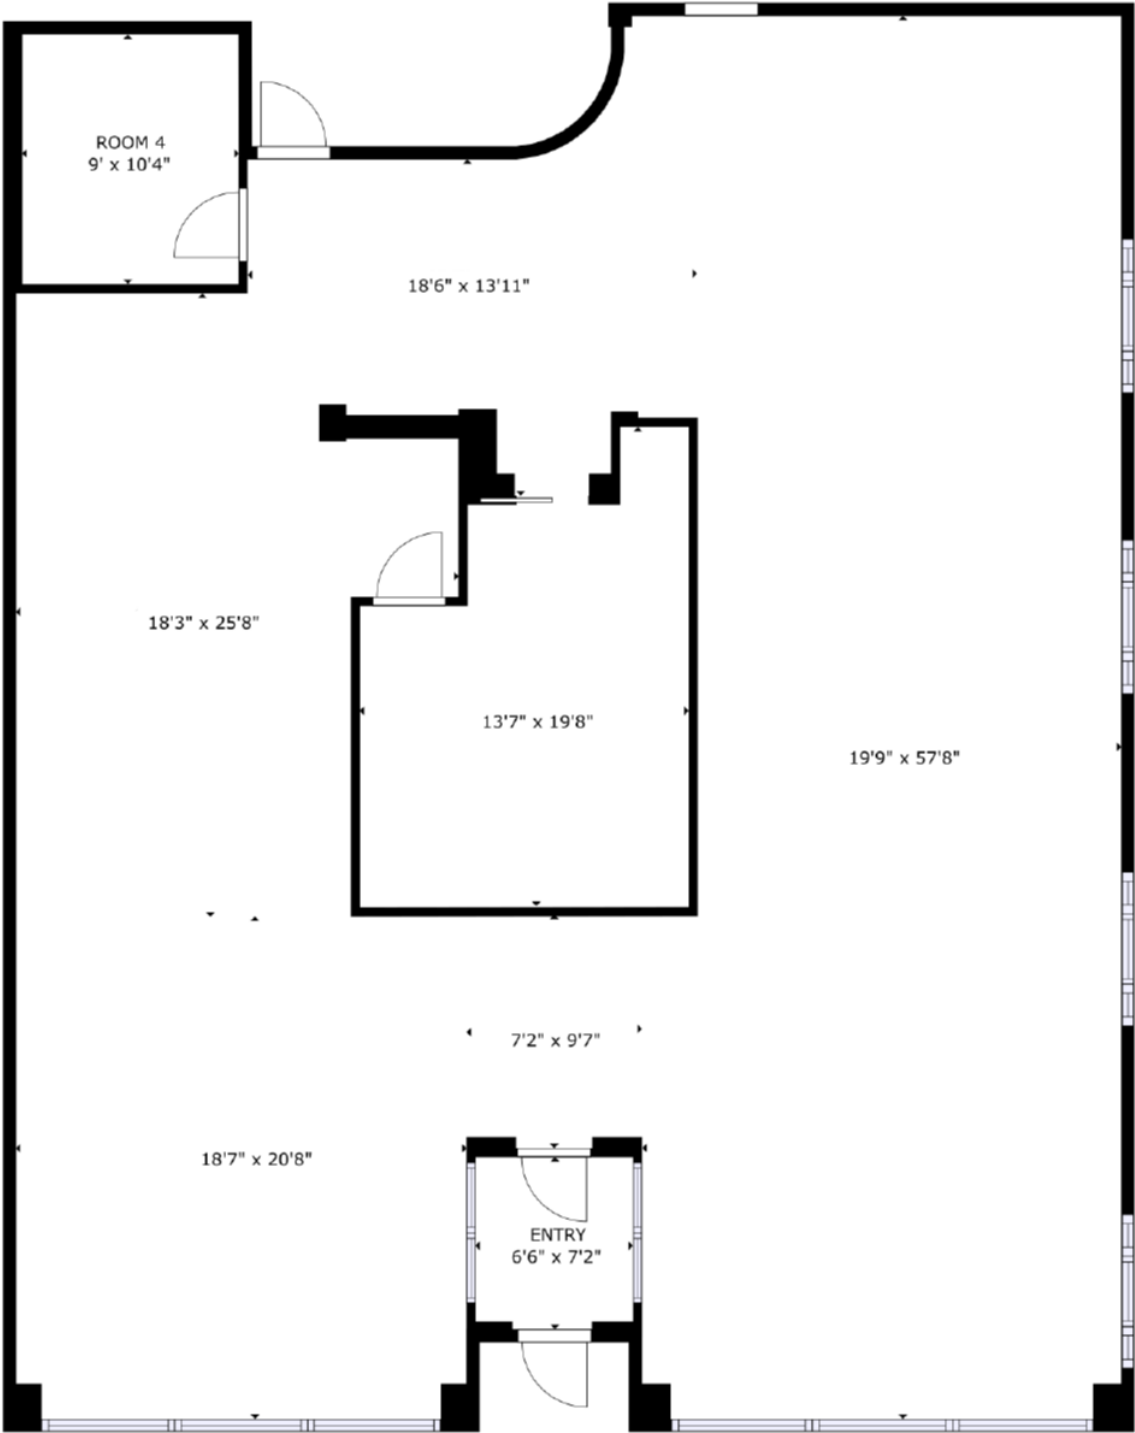 ROOM 4
9' x 10'4"
18'6" x 13'11"
18'3" x 25'8"
13'7" x 19'8"
19'9" x 57'8"
7'2" x 9'7"
18'7" x 20'8"
ENTRY
6'6" x 7'2"